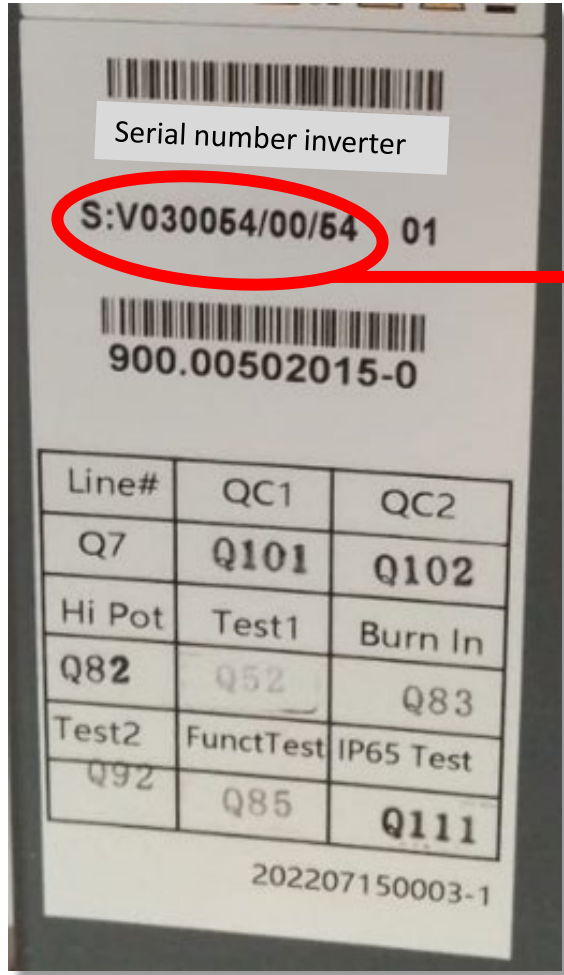 Serial number inverter
S:V030054/00/54 01
900.00502015-0
Line# QC1 QC2
Q7 Q101 Q102
Hi Pot Test1 Burn In
Q82 Q52 Q83
Test2 FunctTest IP65 Test
Q92 Q85 Q111
202207150003-1